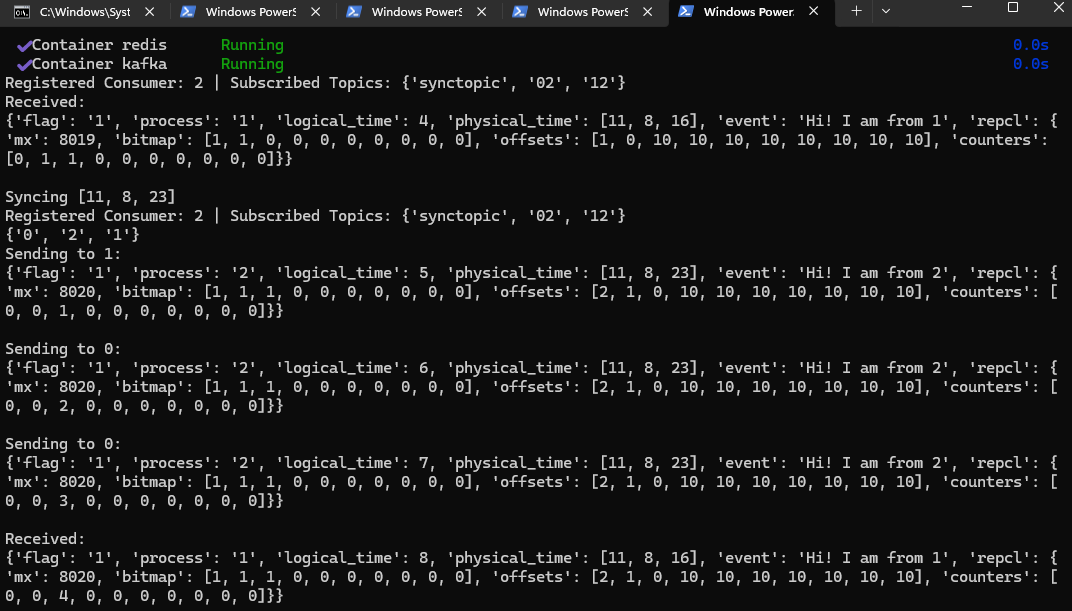 C:\Windows\Syst
Windows PowerS
Windows PowerS
Windows PowerS
Windows Power
Container redis Running 0.0s
Container kafka Running 0.0s
Registered Consumer: 2 | Subscribed Topics: {'synctopic', '02', '12'}
Received:
{'flag': '1', 'process': '1', 'logical_time': 4, 'physical_time': [11, 8, 16], 'event': 'Hi! I am from 1', 'repcl': {
'mx': 8019, 'bitmap': [1, 1, 0, 0, 0, 0, 0, 0, 0, 0], 'offsets': [1, 0, 10, 10, 10, 10, 10, 10, 10, 10], 'counters':
[0, 1, 1, 0, 0, 0, 0, 0, 0, 0]}}
Syncing [11, 8, 23]
Registered Consumer: 2 | Subscribed Topics: {'synctopic', '02', '12'}
{'0', '2', '1'}
Sending to 1:
{'flag': '1', 'process': '2', 'logical_time': 5, 'physical_time': [11, 8, 23], 'event': 'Hi! I am from 2', 'repcl': {
'mx': 8020, 'bitmap': [1, 1, 1, 0, 0, 0, 0, 0, 0, 0], 'offsets': [2, 1, 0, 10, 10, 10, 10, 10, 10, 10], 'counters': [
0, 0, 1, 0, 0, 0, 0, 0, 0, 0]}}
Sending to 0:
{'flag': '1', 'process': '2', 'logical_time': 6, 'physical_time': [11, 8, 23], 'event': 'Hi! I am from 2', 'repcl': {
'mx': 8020, 'bitmap': [1, 1, 1, 0, 0, 0, 0, 0, 0, 0], 'offsets': [2, 1, 0, 10, 10, 10, 10, 10, 10, 10], 'counters': [
0, 0, 2, 0, 0, 0, 0, 0, 0, 0]}}
Sending to 0:
{'flag': '1', 'process': '2', 'logical_time': 7, 'physical_time': [11, 8, 23], 'event': 'Hi! I am from 2', 'repcl': {
'mx': 8020, 'bitmap': [1, 1, 1, 0, 0, 0, 0, 0, 0, 0], 'offsets': [2, 1, 0, 10, 10, 10, 10, 10, 10, 10], 'counters': [
0, 0, 3, 0, 0, 0, 0, 0, 0, 0]}}
Received:
{'flag': '1', 'process': '1', 'logical_time': 8, 'physical_time': [11, 8, 16], 'event': 'Hi! I am from 1', 'repcl': {
'mx': 8020, 'bitmap': [1, 1, 1, 0, 0, 0, 0, 0, 0, 0], 'offsets': [2, 1, 0, 10, 10, 10, 10, 10, 10, 10], 'counters': [
0, 0, 4, 0, 0, 0, 0, 0, 0, 0]}}